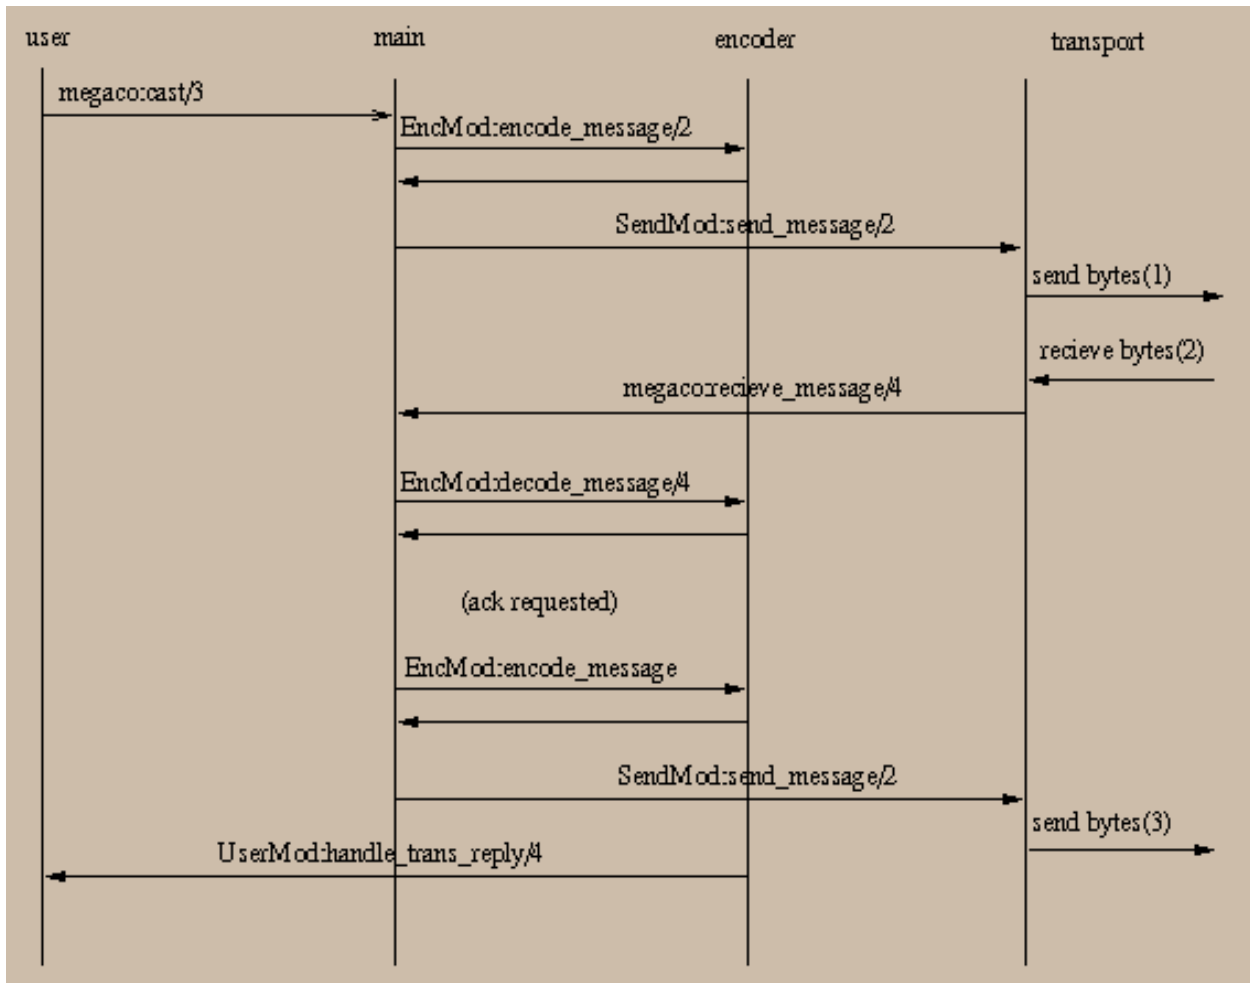 user
main
encoder
transport
megaco:cast/3
EncMod:encode_message/2
SendMod:send_message/2
send bytes(1)
recieve bytes(2)
megaco:recieve_message/4
EncMod:decode_message/4
(ack requested)
EncMod:encode_message
SendMod:send_message/2
send bytes(3)
UserMod:handle_trans_reply/4